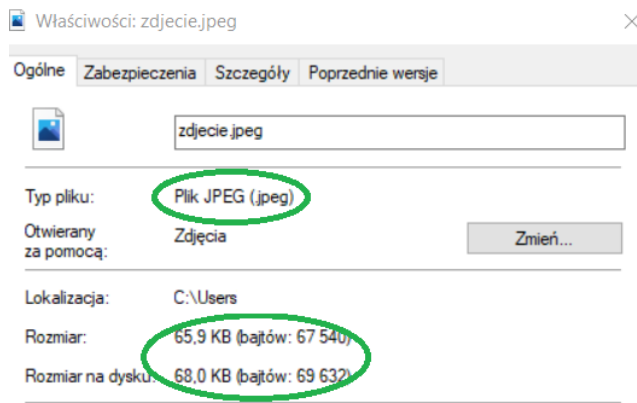 Właściwości: zdjecie.jpeg
Ogólne Zabezpieczenia Szczegóły Poprzednie wersje
zdjecie.jpeg
Typ pliku: Plik JPEG (.jpeg)
Otwierany za pomocą: Zdjęcia Zmień...
Lokalizacja: C:\Users
Rozmiar: 65,9 KB (bajtów: 67 540)
Rozmiar na dysku: 68,0 KB (bajtów: 69 632)